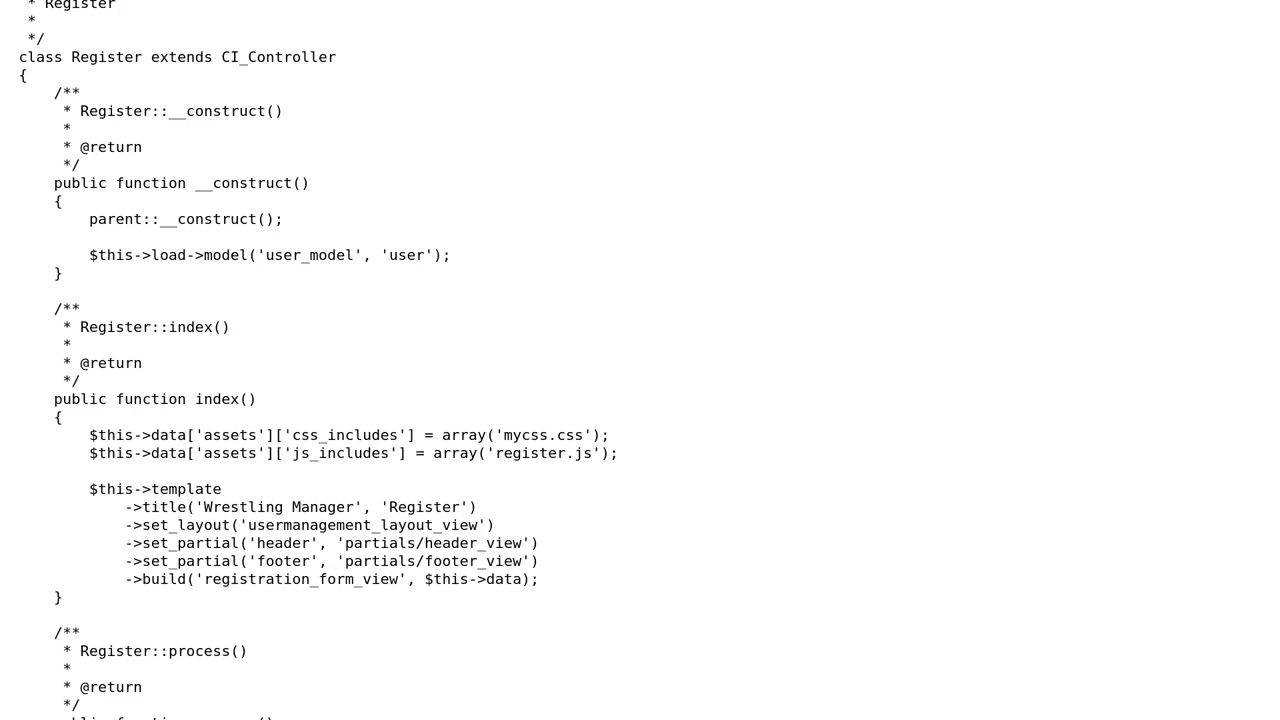 * Register
 *
 */
class Register extends CI_Controller
{
    /**
     * Register::__construct()
     *
     * @return
     */
    public function __construct()
    {
        parent::__construct();

        $this->load->model('user_model', 'user');
    }

    /**
     * Register::index()
     *
     * @return
     */
    public function index()
    {
        $this->data['assets']['css_includes'] = array('mycss.css');
        $this->data['assets']['js_includes'] = array('register.js');

        $this->template
            ->title('Wrestling Manager', 'Register')
            ->set_layout('usermanagement_layout_view')
            ->set_partial('header', 'partials/header_view')
            ->set_partial('footer', 'partials/footer_view')
            ->build('registration_form_view', $this->data);
    }

    /**
     * Register::process()
     *
     * @return
     */